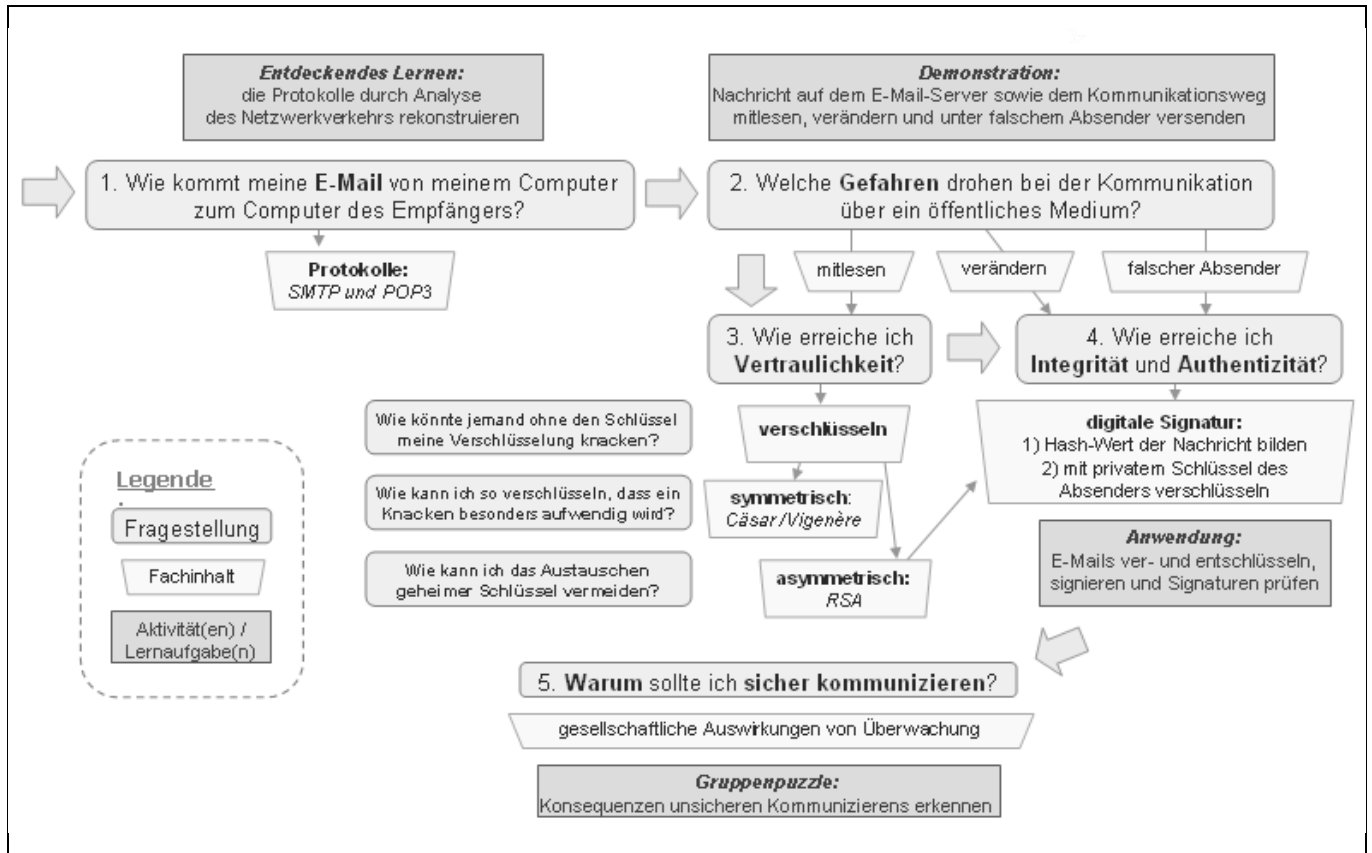 Entdeckendes Lernen:
die Protokolle durch Analyse
des Netzwerkverkehrs rekonstruieren
Demonstration:
Nachricht auf dem E-Mail-Server sowie dem Kommunikationsweg
mitlesen, verändern und unter falschem Absender versenden
1. Wie kommt meine E-Mail von meinem Computer
zum Computer des Empfängers?
2. Welche Gefahren drohen bei der Kommunikation
über ein öffentliches Medium?
Protokolle:
SMTP und POP3
mitlesen
verändern
falscher Absender
3. Wie erreiche ich
Vertraulichkeit?
4. Wie erreiche ich
Integrität und Authentizität?
Wie könnte jemand ohne den Schlüssel
meine Verschlüsselung knacken?
verschlüsseln
digitale Signatur:
1) Hash-Wert der Nachricht bilden
2) mit privatem Schlüssel des
Absenders verschlüsseln
Wie kann ich so verschlüsseln, dass ein
Knacken besonders aufwendig wird?
symmetrisch:
Cäsar/Vigenère
Wie kann ich das Austauschen
geheimer Schlüssel vermeiden?
asymmetrisch:
RSA
Anwendung:
E-Mails ver- und entschlüsseln,
signieren und Signaturen prüfen
Legende
:
Fragestellung
Fachinhalt
Aktivität(en) /
Lernaufgabe(n)
5. Warum sollte ich sicher kommunizieren?
gesellschaftliche Auswirkungen von Überwachung
Gruppenpuzzle:
Konsequenzen unsicheren Kommunizierens erkennen